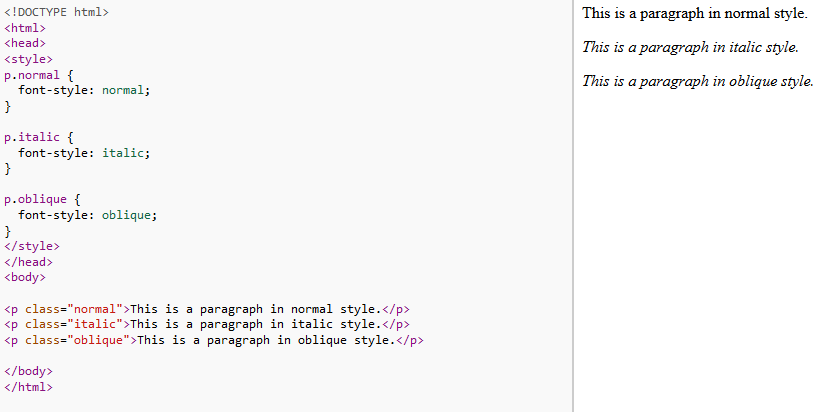 <!DOCTYPE html>
<html>
<head>
<style>
p.normal {
  font-style: normal;
}

p.italic {
  font-style: italic;
}

p.oblique {
  font-style: oblique;
}
</style>
</head>
<body>

<p class="normal">This is a paragraph in normal style.</p>
<p class="italic">This is a paragraph in italic style.</p>
<p class="oblique">This is a paragraph in oblique style.</p>

</body>
</html>

This is a paragraph in normal style.
This is a paragraph in italic style.
This is a paragraph in oblique style.